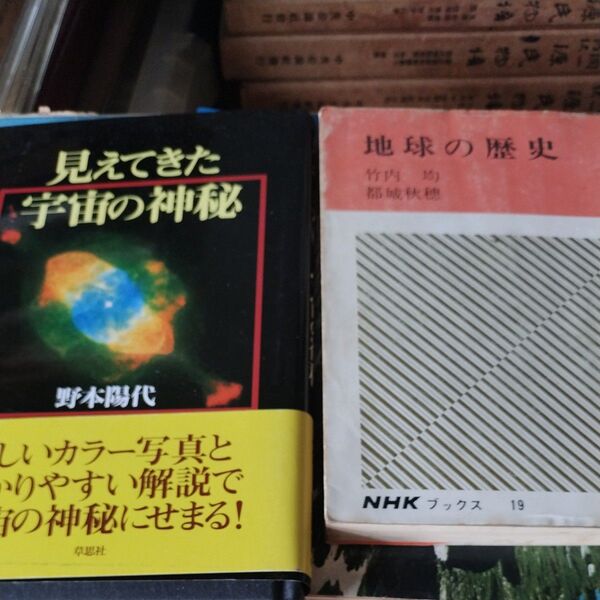 見えてきた
宇宙の神秘
野本陽代
しいカラー写真と
かりやすい解説で
宙の神秘にせまる!
草思社
地球の歴史
竹内 均
都城秋穂
NHK ブックス 19